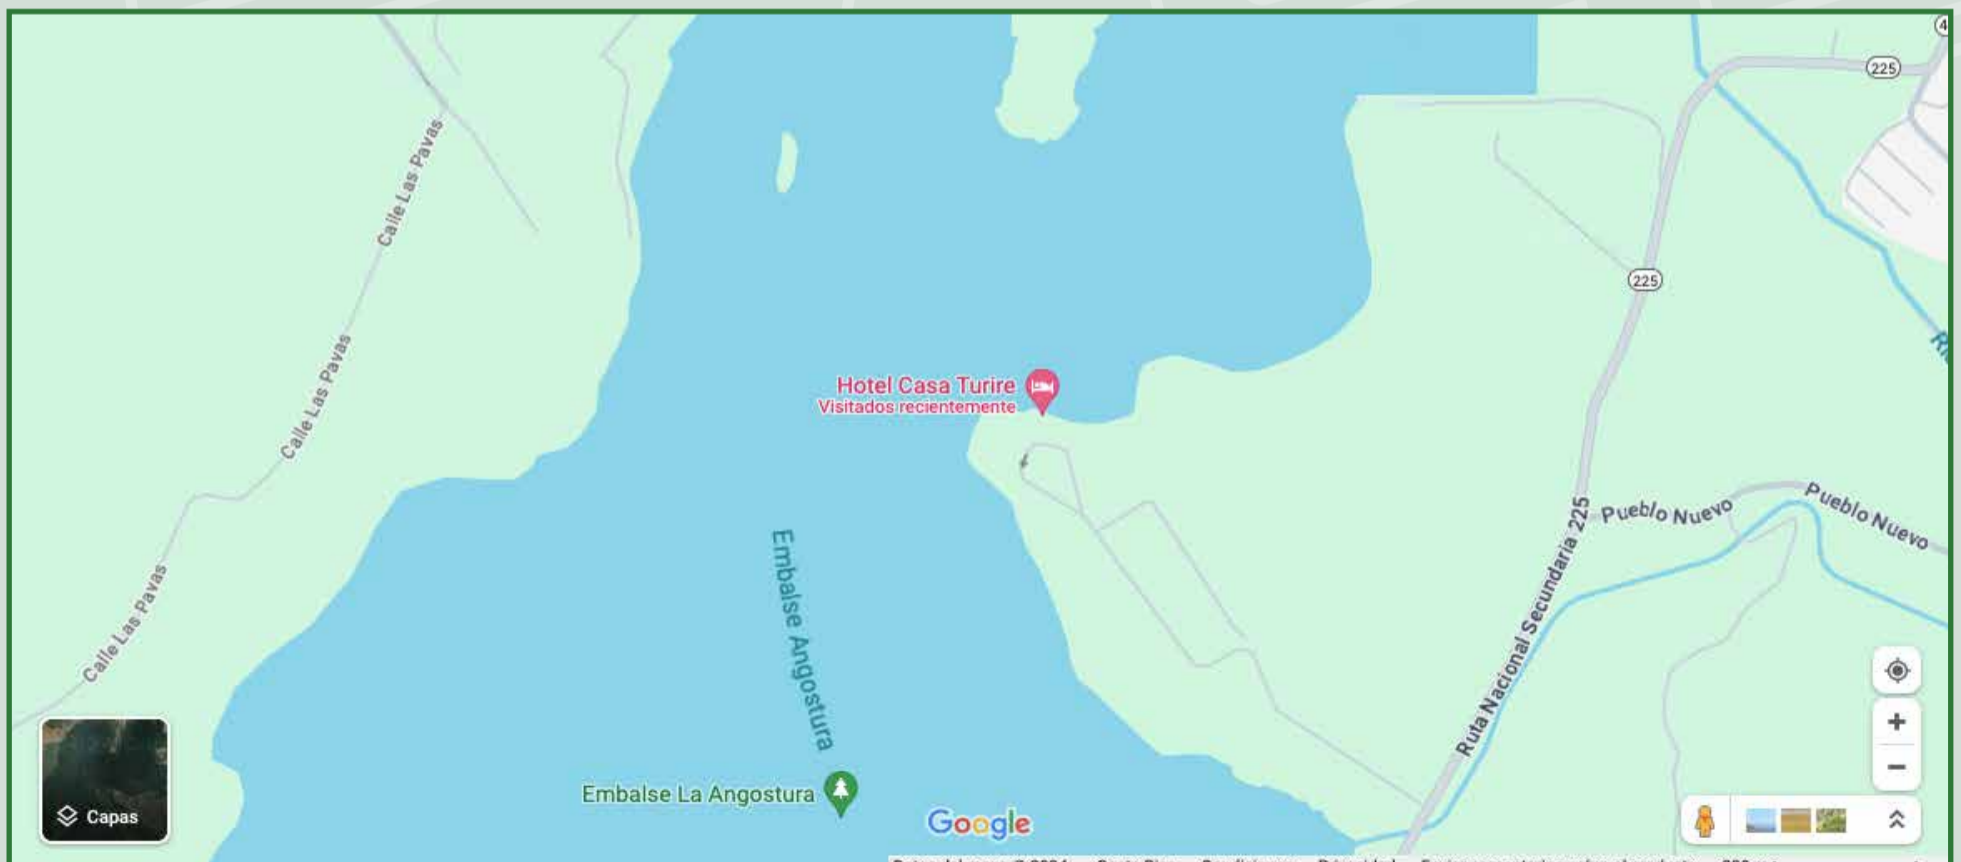 4
225
Calle Las Pavas
225
Calle Las Pavas
Hotel Casa Turire
Visitados recientemente
Pueblo Nuevo
Pueblo Nuevo
Ruta Nacional Secundaria 225
Embalse Angostura
Calle Las Pavas
Embalse La Angostura
Capas
Google